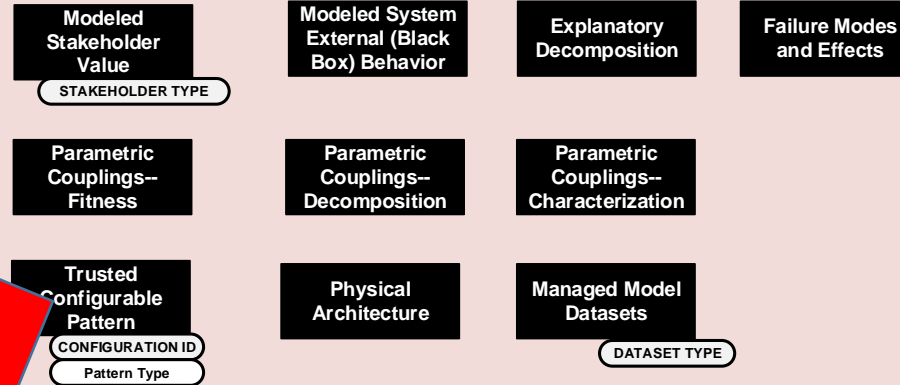 Modeled
Stakeholder
Value
STAKEHOLDER TYPE
Modeled System
External (Black
Box) Behavior
Explanatory
Decomposition
Failure Modes
and Effects
Parametric
Couplings--
Fitness
Parametric
Couplings--
Decomposition
Parametric
Couplings--
Characterization
Trusted
Configurable
Pattern
CONFIGURATION ID
Pattern Type
Physical
Architecture
Managed Model
Datasets
DATASET TYPE